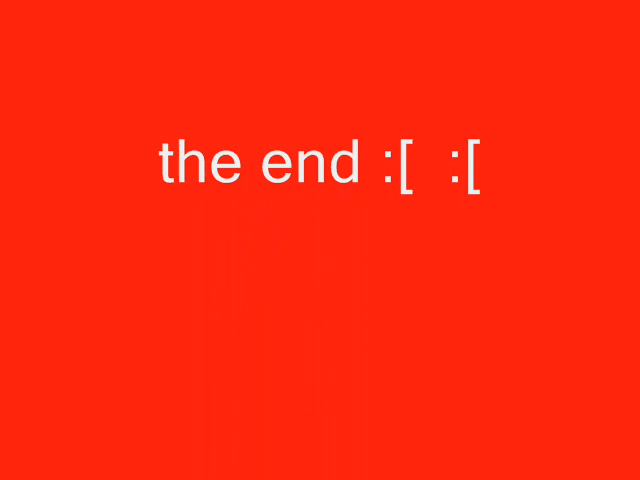 the end :[  :[